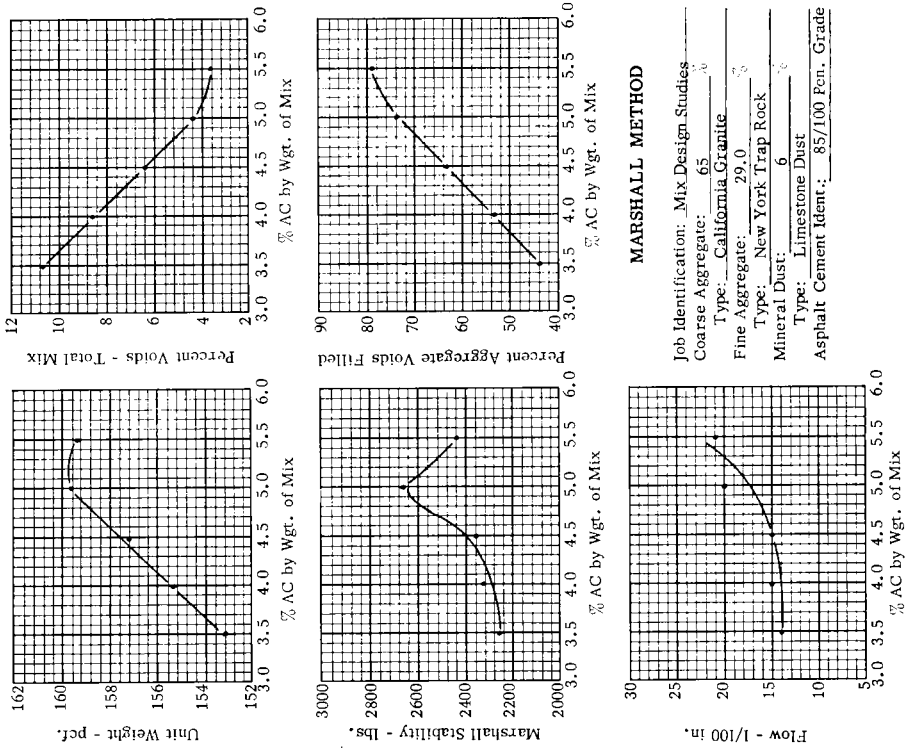 162
160
158
156
154
152
3.0 3.5 4.0 4.5 5.0 5.5 6.0
Unit Weight - pcf.
% AC by Wgt. of Mix
12
10
8
6
4
2
3.0 3.5 4.0 4.5 5.0 5.5 6.0
Percent Voids - Total Mix
% AC by Wgt. of Mix
3000
2800
2600
2400
2200
2000
3.0 3.5 4.0 4.5 5.0 5.5 6.0
Marshall Stability - lbs.
% AC by Wgt. of Mix
90
80
70
60
50
40
3.0 3.5 4.0 4.5 5.0 5.5 6.0
Percent Aggregate Voids Filled
% AC by Wgt. of Mix
30
25
20
15
10
5
3.0 3.5 4.0 4.5 5.0 5.5 6.0
Flow - 1/100 in.
% AC by Wgt. of Mix
MARSHALL METHOD
Job Identification: Mix Design Studies
Coarse Aggregate: 65 %
Type: California Granite
Fine Aggregate: 29.0 %
Type: New York Trap Rock
Mineral Dust: 6 %
Type: Limestone Dust
Asphalt Cement Ident.: 85/100 Pen. Grade